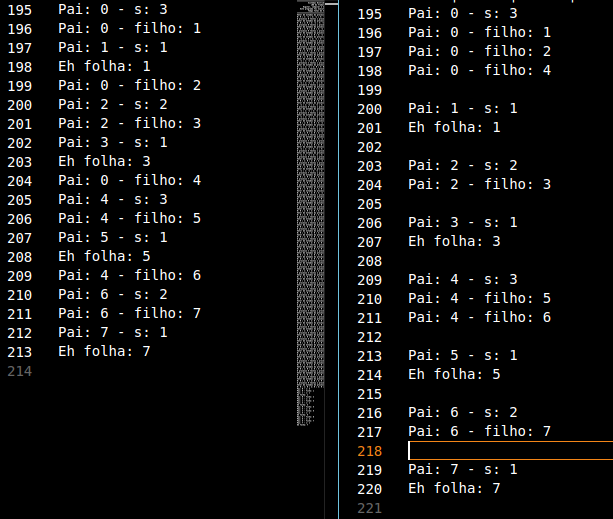 195 Pai: 0 - s: 3
196 Pai: 0 - filho: 1
197 Pai: 1 - s: 1
198 Eh folha: 1
199 Pai: 0 - filho: 2
200 Pai: 2 - s: 2
201 Pai: 2 - filho: 3
202 Pai: 3 - s: 1
203 Eh folha: 3
204 Pai: 0 - filho: 4
205 Pai: 4 - s: 3
206 Pai: 4 - filho: 5
207 Pai: 5 - s: 1
208 Eh folha: 5
209 Pai: 4 - filho: 6
210 Pai: 6 - s: 2
211 Pai: 6 - filho: 7
212 Pai: 7 - s: 1
213 Eh folha: 7
214
195 Pai: 0 - s: 3
196 Pai: 0 - filho: 1
197 Pai: 0 - filho: 2
198 Pai: 0 - filho: 4
199
200 Pai: 1 - s: 1
201 Eh folha: 1
202
203 Pai: 2 - s: 2
204 Pai: 2 - filho: 3
205
206 Pai: 3 - s: 1
207 Eh folha: 3
208
209 Pai: 4 - s: 3
210 Pai: 4 - filho: 5
211 Pai: 4 - filho: 6
212
213 Pai: 5 - s: 1
214 Eh folha: 5
215
216 Pai: 6 - s: 2
217 Pai: 6 - filho: 7
218
219 Pai: 7 - s: 1
220 Eh folha: 7
221